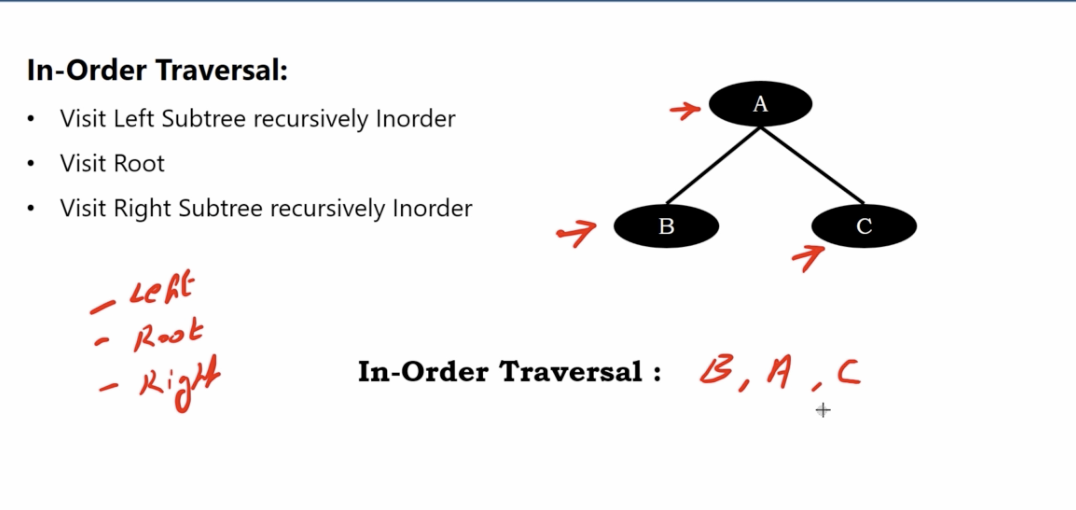 In-Order Traversal:
• Visit Left Subtree recursively Inorder
• Visit Root
• Visit Right Subtree recursively Inorder
A
B
C
- Left
- Root
- Right
In-Order Traversal : B, A, C